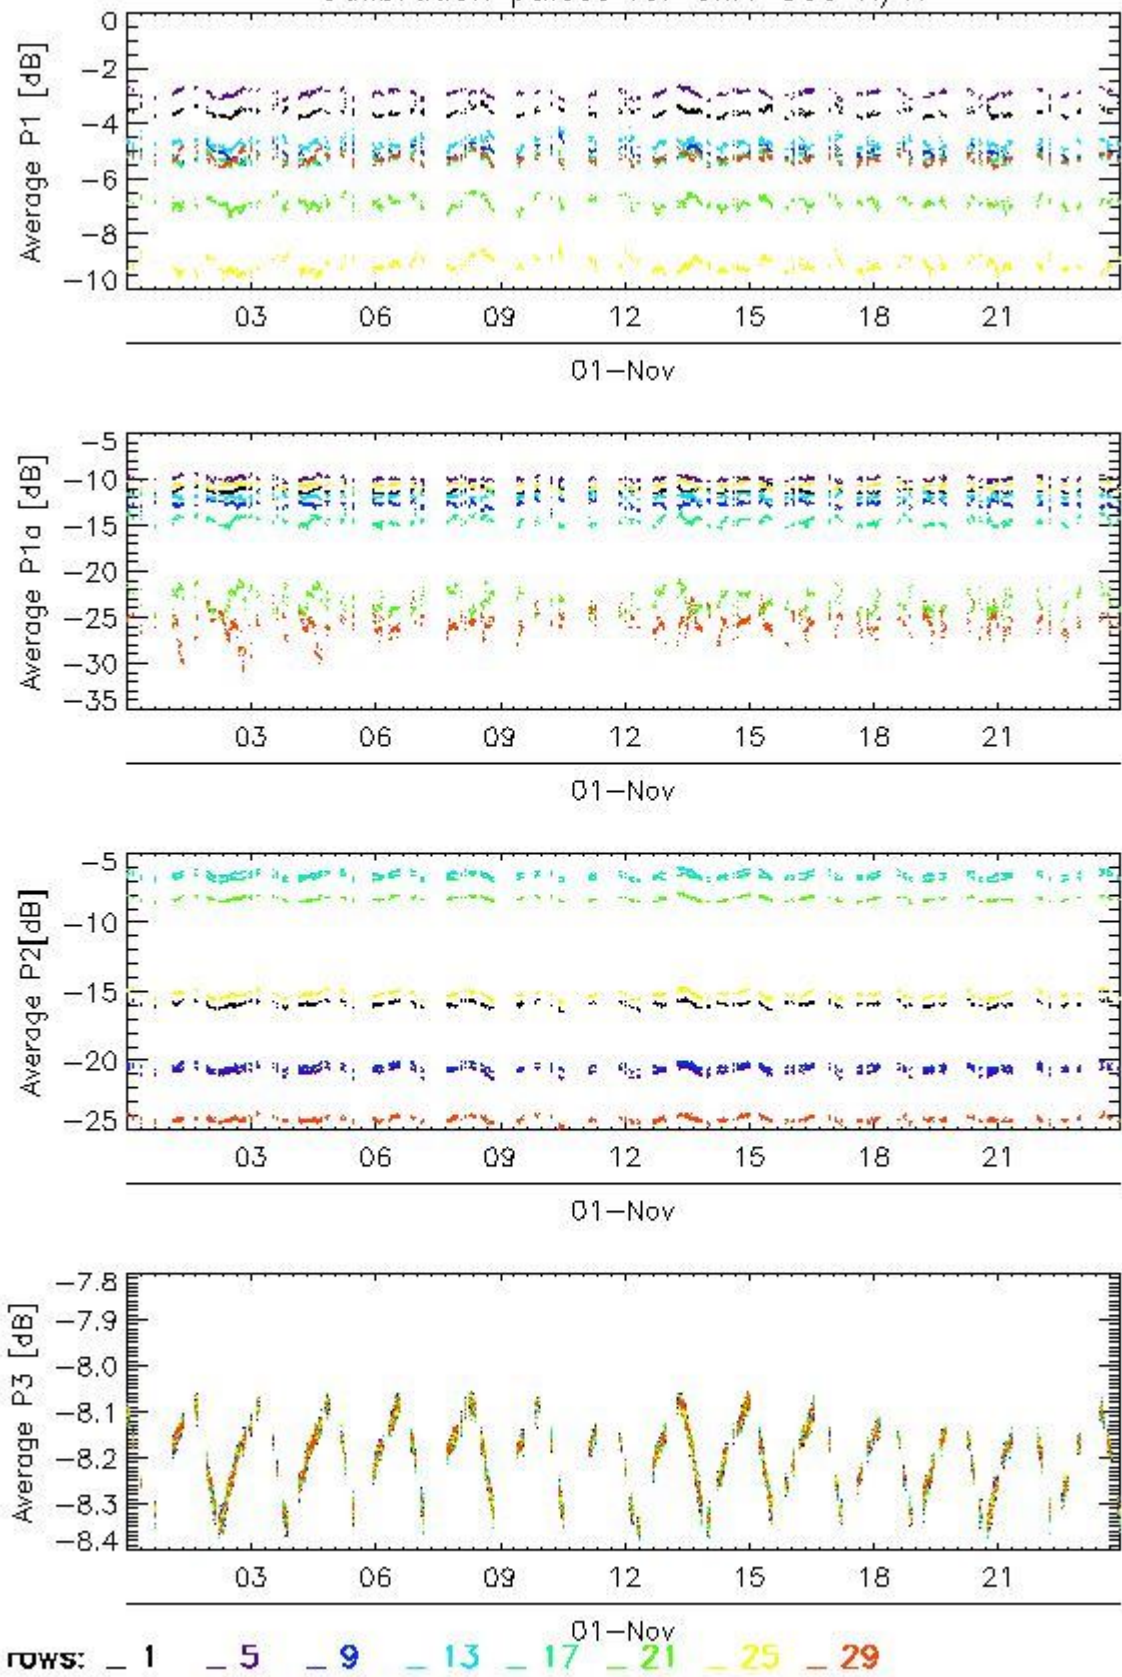 Average P1 [dB]
0
-2
-4
-6
-8
-10
03 06 09 12 15 18 21
01-Nov
Average P1a [dB]
-5
-10
-15
-20
-25
-30
-35
03 06 09 12 15 18 21
01-Nov
Average P2[dB]
-5
-10
-15
-20
-25
03 06 09 12 15 18 21
01-Nov
Average P3 [dB]
-7.8
-7.9
-8.0
-8.1
-8.2
-8.3
-8.4
03 06 09 12 15 18 21
01-Nov
rows: _ 1 _ 5 _ 9 _ 13 _ 17 _ 21 _ 25 _ 29